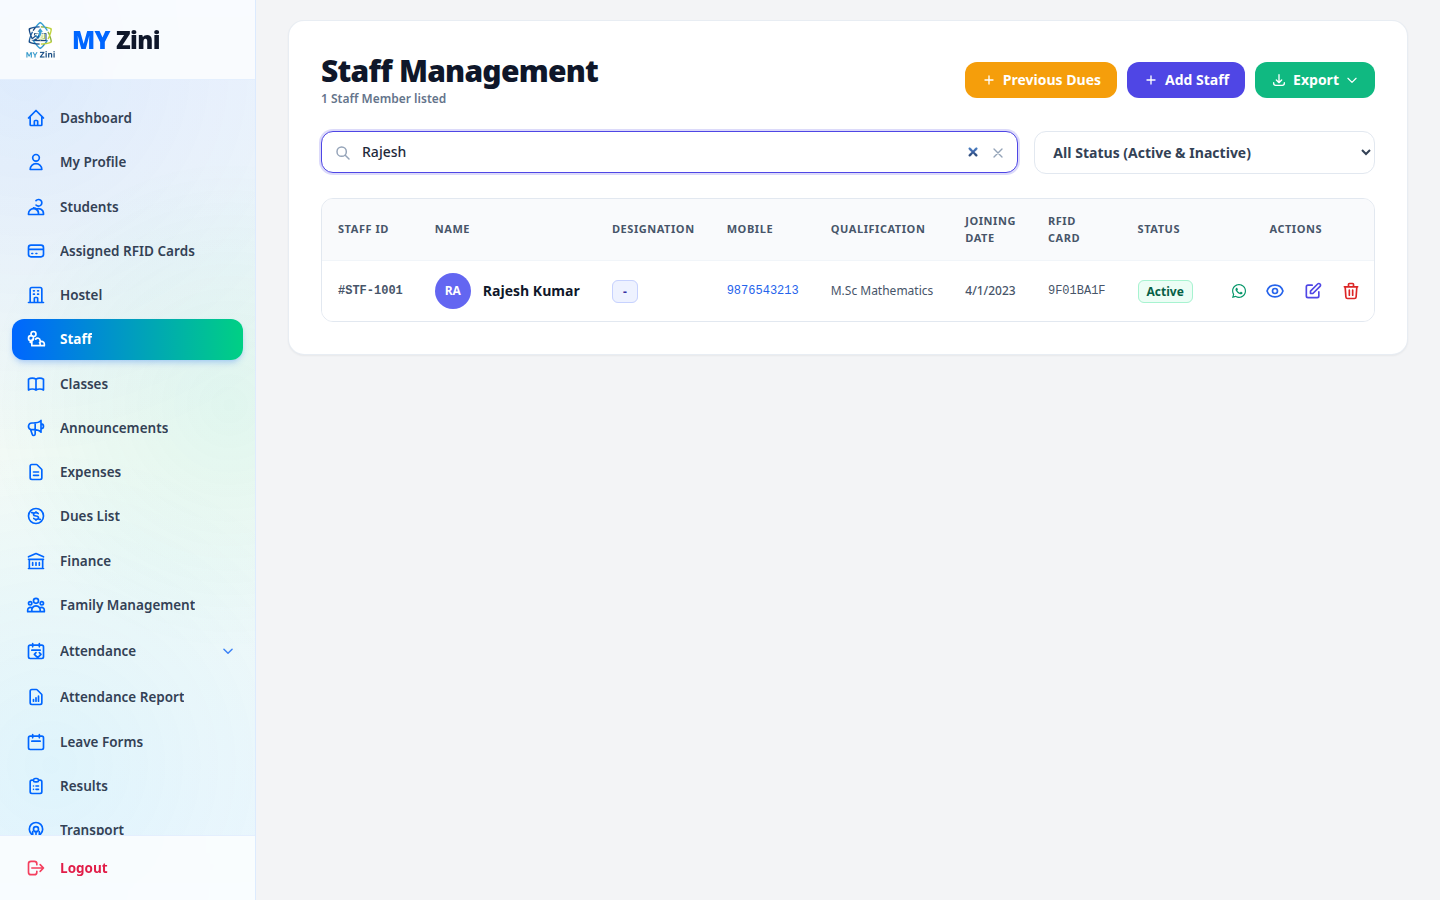 MY Zini
MY Zini
Dashboard
My Profile
Students
Assigned RFID Cards
Hostel
Staff
Classes
Announcements
Expenses
Dues List
Finance
Family Management
Attendance
Attendance Report
Leave Forms
Results
Transport
Logout
Staff Management
1 Staff Member listed
Previous Dues
Add Staff
Export
Rajesh
All Status (Active & Inactive)
STAFF ID NAME DESIGNATION MOBILE QUALIFICATION JOINING DATE RFID CARD STATUS ACTIONS
#STF-1001 RA Rajesh Kumar - 9876543213 M.Sc Mathematics 4/1/2023 9F01BA1F Active